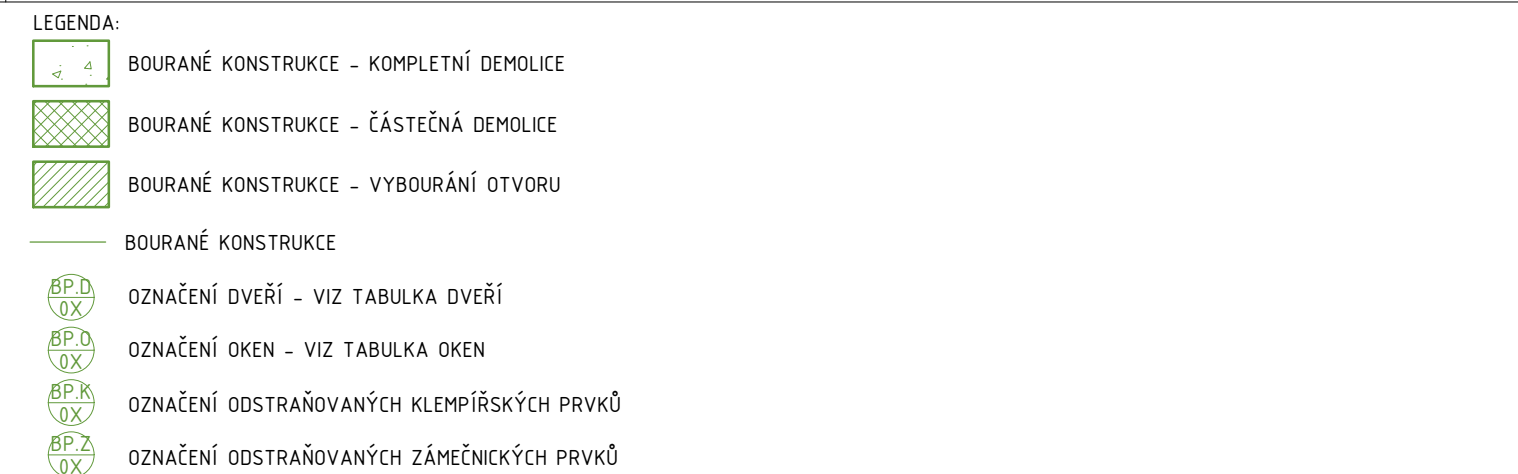 LEGENDA:
BOURANÉ KONSTRUKCE - KOMPLETNÍ DEMOLICE
BOURANÉ KONSTRUKCE - ČÁSTEČNÁ DEMOLICE
BOURANÉ KONSTRUKCE - VYBOURÁNÍ OTVORU
BOURANÉ KONSTRUKCE
BP.D
0X
OZNAČENÍ DVEŘÍ - VIZ TABULKA DVEŘÍ
BP.O
0X
OZNAČENÍ OKEN - VIZ TABULKA OKEN
BP.K
0X
OZNAČENÍ ODSTRAŇOVANÝCH KLEMPÍŘSKÝCH PRVKŮ
BP.Z
0X
OZNAČENÍ ODSTRAŇOVANÝCH ZÁMEČNICKÝCH PRVKŮ